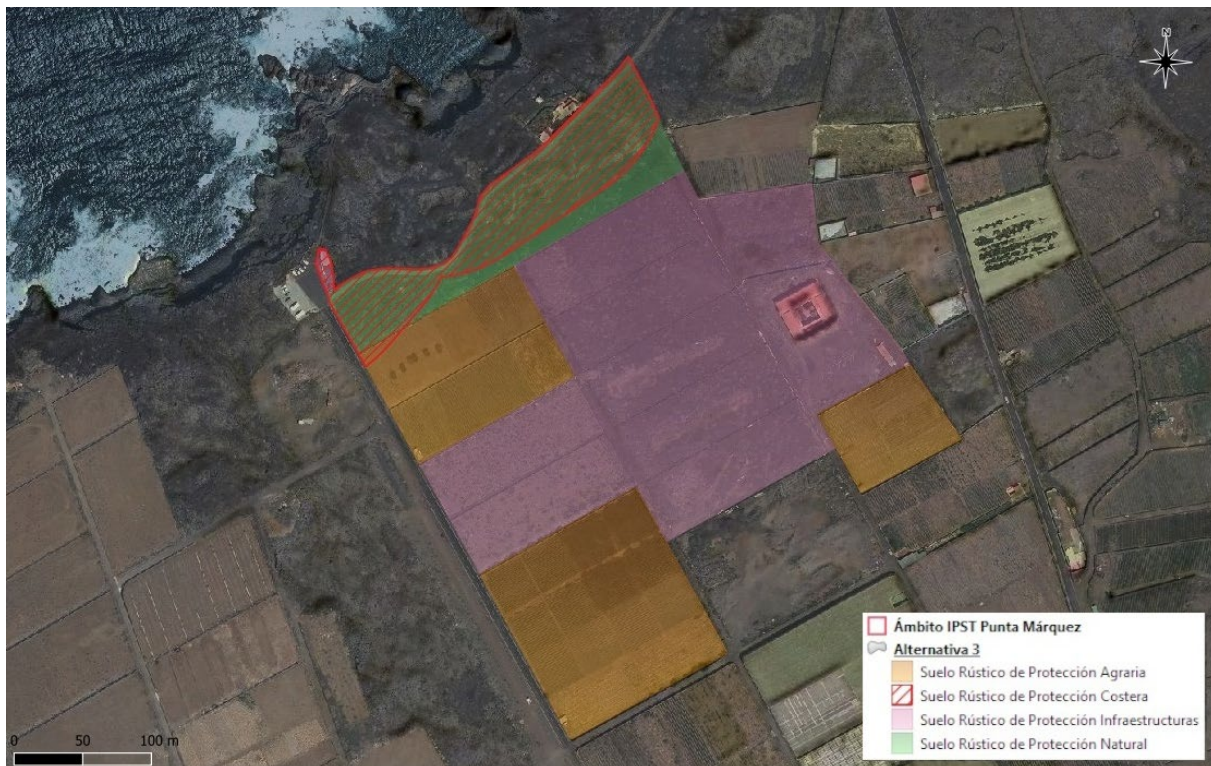 N
Ámbito IPST Punta Márquez
Alternativa 3
Suelo Rústico de Protección Agraria
Suelo Rústico de Protección Costera
Suelo Rústico de Protección Infraestructuras
Suelo Rústico de Protección Natural
0 50 100 m